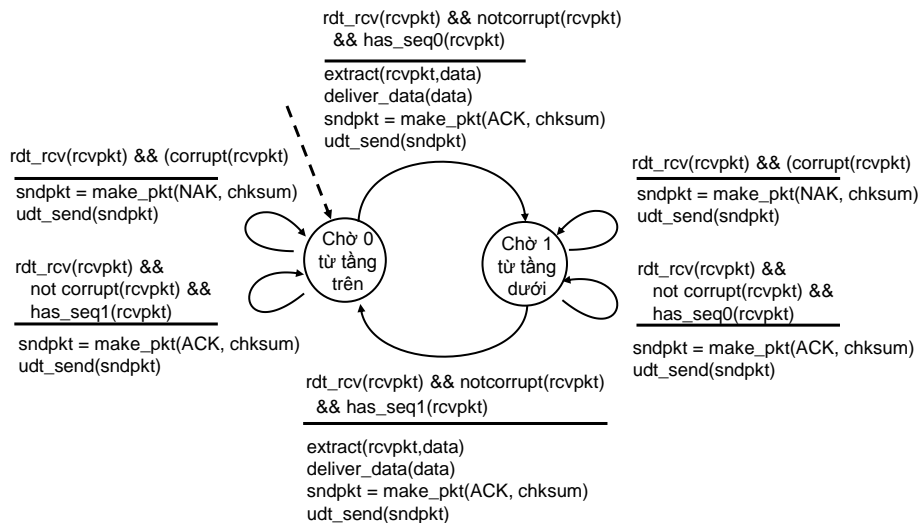 rdt_rcv(rcvpkt) && notcorrupt(rcvpkt)
&& has_seq0(rcvpkt)
extract(rcvpkt,data)
deliver_data(data)
sndpkt = make_pkt(ACK, chksum)
udt_send(sndpkt)
rdt_rcv(rcvpkt) && (corrupt(rcvpkt)
sndpkt = make_pkt(NAK, chksum)
udt_send(sndpkt)
rdt_rcv(rcvpkt) &&
not corrupt(rcvpkt) &&
has_seq1(rcvpkt)
sndpkt = make_pkt(ACK, chksum)
udt_send(sndpkt)
Chờ 0
từ tầng
trên
Chờ 1
từ tầng
dưới
rdt_rcv(rcvpkt) && (corrupt(rcvpkt)
sndpkt = make_pkt(NAK, chksum)
udt_send(sndpkt)
rdt_rcv(rcvpkt) &&
not corrupt(rcvpkt) &&
has_seq0(rcvpkt)
sndpkt = make_pkt(ACK, chksum)
udt_send(sndpkt)
rdt_rcv(rcvpkt) && notcorrupt(rcvpkt)
&& has_seq1(rcvpkt)
extract(rcvpkt,data)
deliver_data(data)
sndpkt = make_pkt(ACK, chksum)
udt_send(sndpkt)